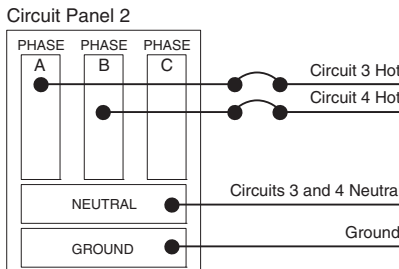 Circuit Panel 2
PHASE PHASE PHASE
A B C
Circuit 3 Hot
Circuit 4 Hot
NEUTRAL
Circuits 3 and 4 Neutra
GROUND
Ground